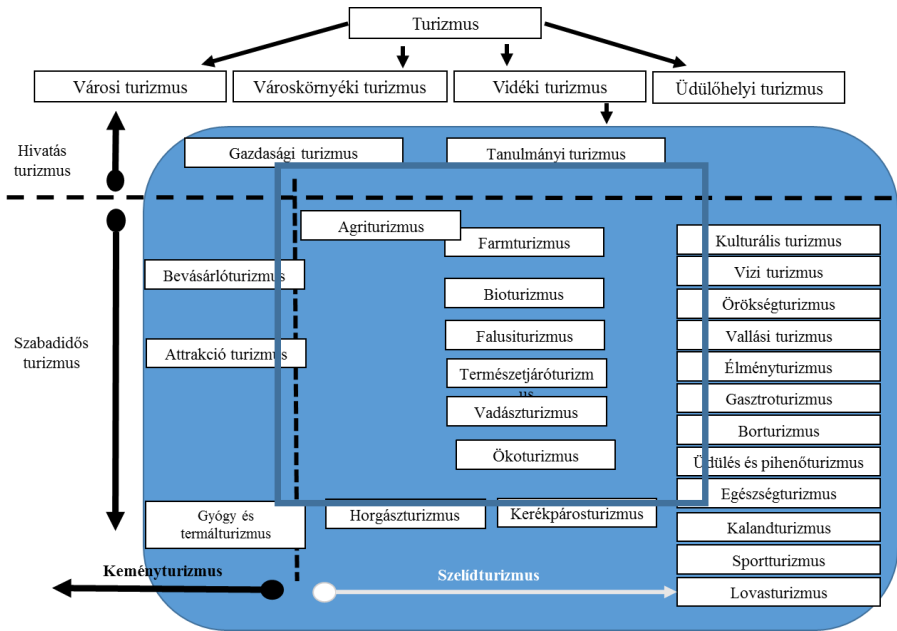 Turizmus
Városi turizmus
Városkörnyéki turizmus
Vidéki turizmus
Üdülőhelyi turizmus
Hivatás
turizmus
Gazdasági turizmus
Tanulmányi turizmus
Agriturizmus
Farmturizmus
Kulturális turizmus
Bevásárlóturizmus
Vizi turizmus
Bioturizmus
Örökségturizmus
Szabadidős
turizmus
Falusiturizmus
Vallási turizmus
Attrakció turizmus
Természetjáróturizm
us
Élményturizmus
Gasztroturizmus
Vadászturizmus
Borturizmus
Ökoturizmus
Üdülés és pihenőturizmus
Egészségturizmus
Gyógy és
termálturizmus
Horgászturizmus
Kerékpárosturizmus
Kalandturizmus
Sportturizmus
Keményturizmus
Szelídturizmus
Lovasturizmus